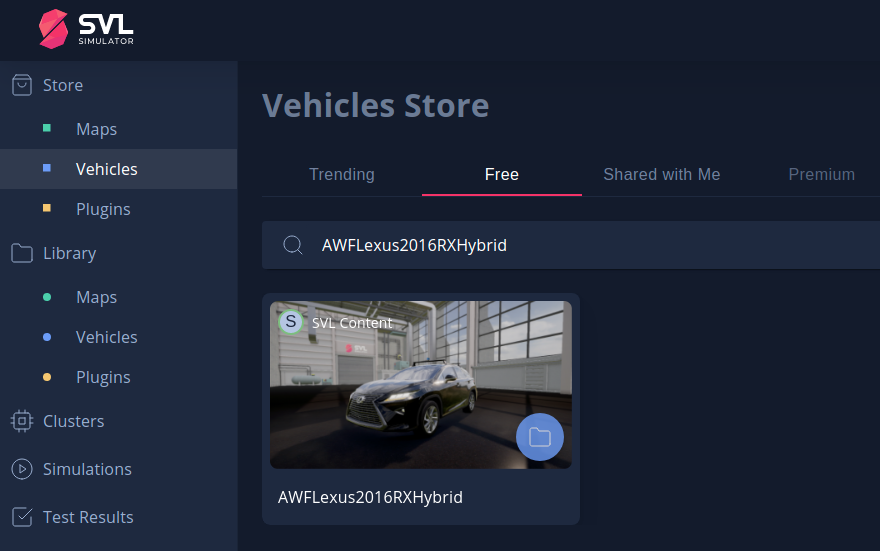 SVL
SIMULATOR
Store
Maps
Vehicles
Plugins
Library
Maps
Vehicles
Plugins
Clusters
Simulations
Test Results
Vehicles Store
Trending
Free
Shared with Me
Premium
AWFLexus2016RXHybrid
S
SVL Content
SVL
AWFLexus2016RXHybrid